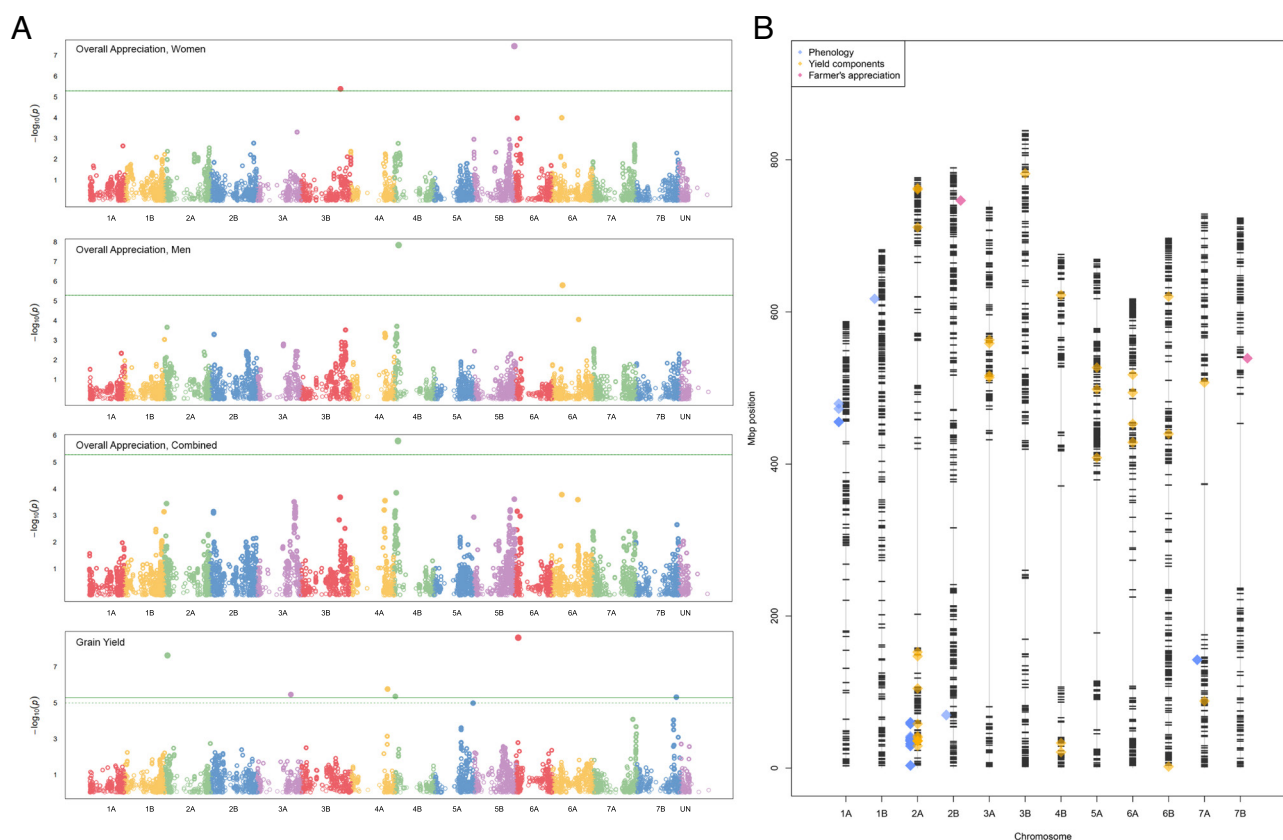 A
Overall Appreciation, Women
7
6
5
4
3
2
1
−log10(p)
1A 1B 2A 2B 3A 3B 4A 4B 5A 5B 6A 6A 7A 7B UN
Overall Appreciation, Men
8
7
6
5
4
3
2
1
−log10(p)
1A 1B 2A 2B 3A 3B 4A 4B 5A 5B 6A 6A 7A 7B UN
Overall Appreciation, Combined
6
5
4
3
2
1
−log10(p)
1A 1B 2A 2B 3A 3B 4A 4B 5A 5B 6A 6A 7A 7B UN
Grain Yield
7
5
3
1
−log10(p)
1A 1B 2A 2B 3A 3B 4A 4B 5A 5B 6A 6A 7A 7B UN
B
Phenology
Yield components
Farmer's appreciation
800
600
400
200
0
Mbp position
1A 1B 2A 2B 3A 3B 4B 5A 6A 6B 7A 7B
Chromosome